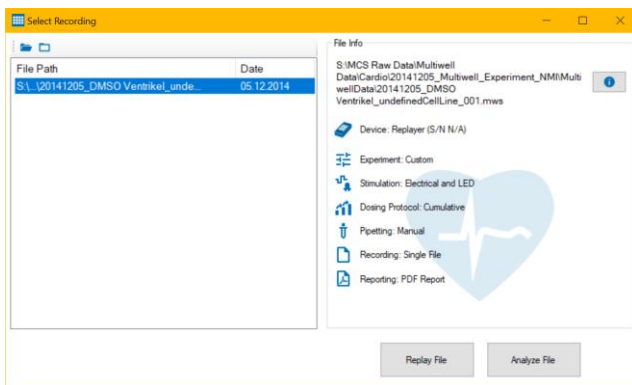 Select Recording
File Path Date
S:\...\20141205_DMSO Ventrikel_unde... 05.12.2014
File Info
S:\MCS Raw Data\Multiwell
Data\Cardio\20141205_Multiwell_Experiment_NMI\Multi
wellData\20141205_DMSO
Ventrikel_undefinedCellLine_001.mws
Device: Replayer (S/N N/A)
Experiment: Custom
Stimulation: Electrical and LED
Dosing Protocol: Cumulative
Pipetting: Manual
Recording: Single File
Reporting: PDF Report
Replay File Analyze File